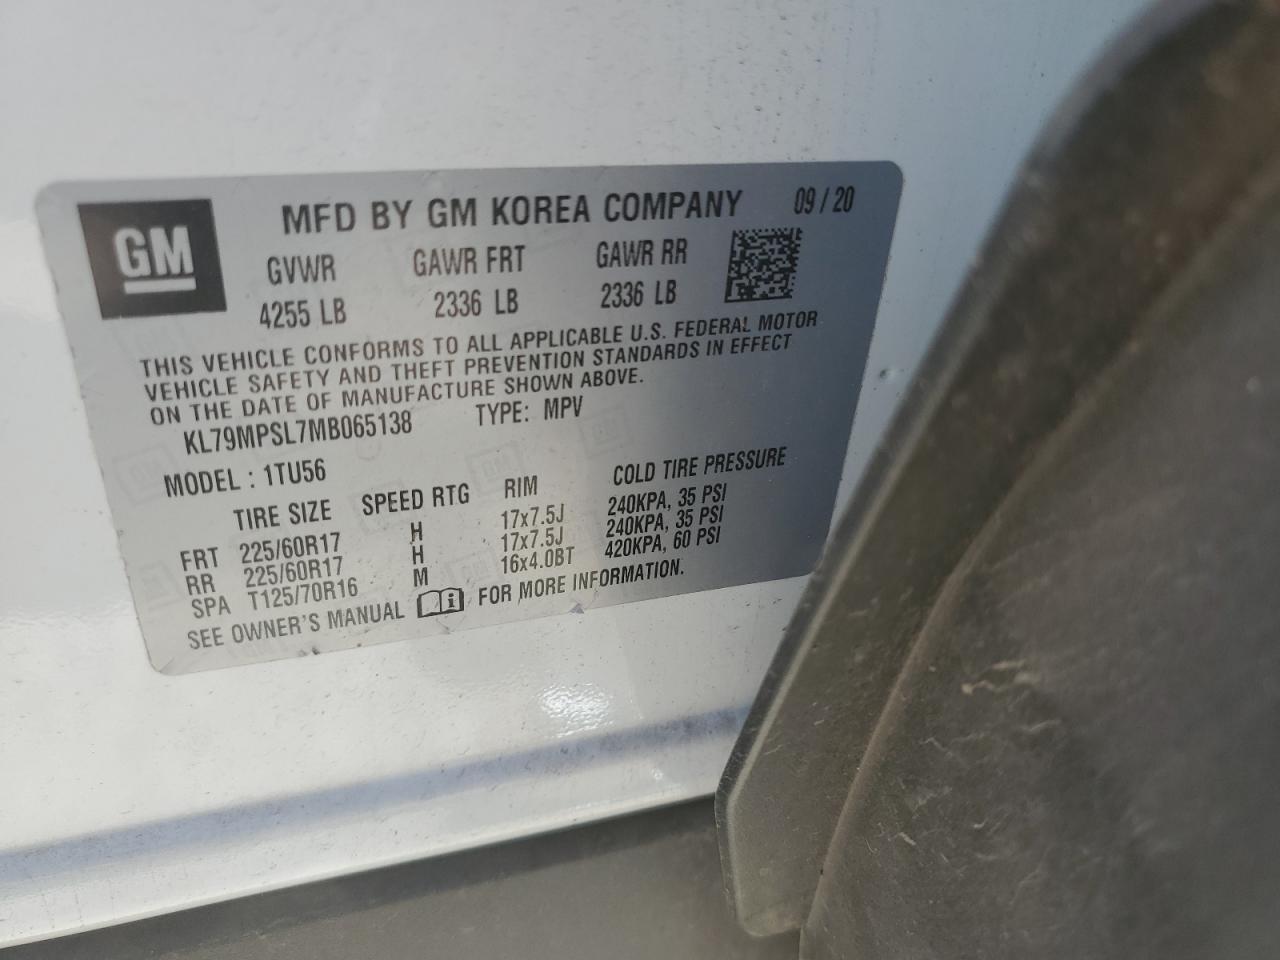 GM
MFD BY GM KOREA COMPANY 09/20
GVWR GAWR FRT GAWR RR
4255 LB 2336 LB 2336 LB
THIS VEHICLE CONFORMS TO ALL APPLICABLE U.S. FEDERAL MOTOR
VEHICLE SAFETY AND THEFT PREVENTION STANDARDS IN EFFECT
ON THE DATE OF MANUFACTURE SHOWN ABOVE.
KL79MPSL7MB065138 TYPE: MPV
MODEL : 1TU56
TIRE SIZE SPEED RTG RIM COLD TIRE PRESSURE
FRT 225/60R17 H 17x7.5J 240KPA, 35 PSI
RR 225/60R17 H 17x7.5J 240KPA, 35 PSI
SPA T125/70R16 M 16x4.0BT 420KPA, 60 PSI
SEE OWNER'S MANUAL i FOR MORE INFORMATION.